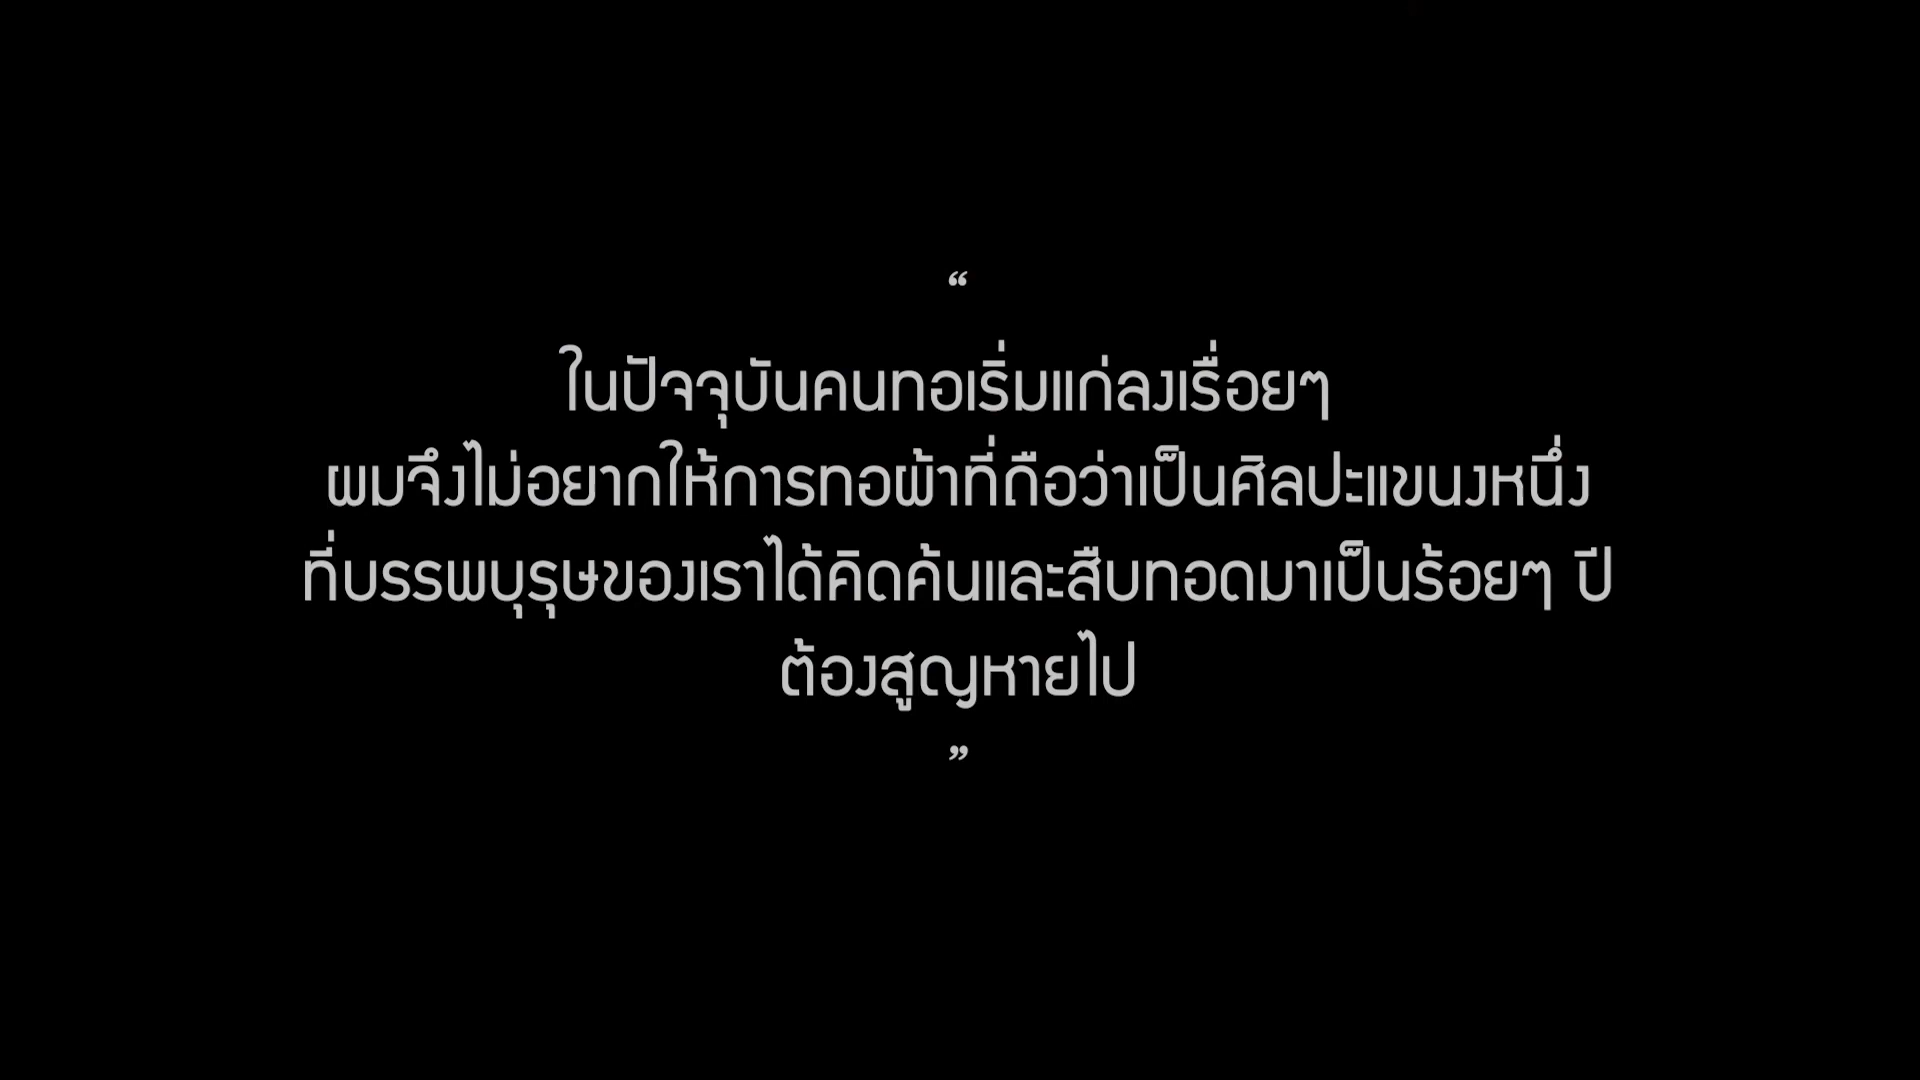 “
ในปัจจุบันคนทอเริ่มแก่ลงเรื่อยๆ
ผมจึงไม่อยากให้การทอผ้าที่ถือว่าเป็นศิลปะแขนงหนึ่ง
ที่บรรพบุรุษของเราได้คิดค้นและสืบทอดมาเป็นร้อยๆ ปี
ต้องสูญหายไป
”